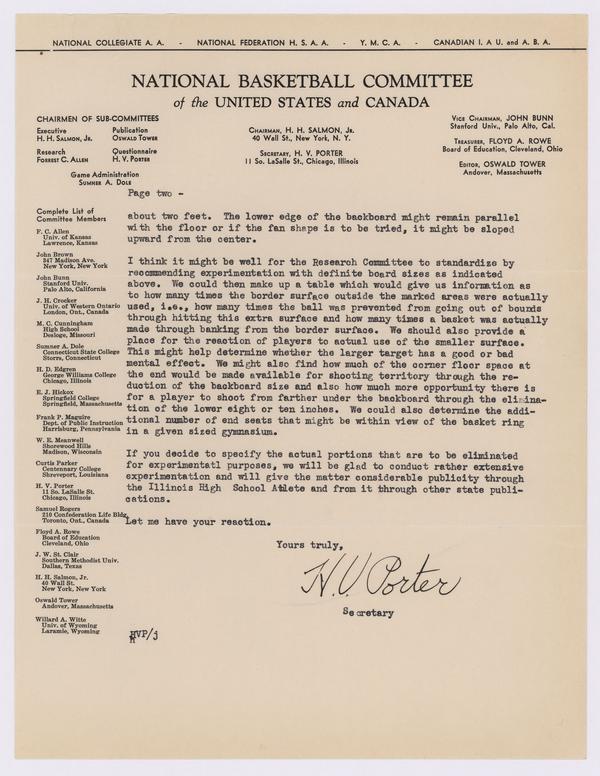 NATIONAL COLLEGIATE A. A. - NATIONAL FEDERATION H. S. A. A. - Y. M. C. A. - CANADIAN I. A U. and A. B. A.
NATIONAL BASKETBALL COMMITTEE
of the UNITED STATES and CANADA
CHAIRMEN OF SUB-COMMITTEES
Executive
H. H. SALMON, JR.
Publication
OSWALD TOWER
Research
FORREST C. ALLEN
Questionnaire
H. V. PORTER
Game Administration
SUMNER A. DOLE
CHAIRMAN, H. H. SALMON, JR.
40 Wall St., New York, N. Y.
SECRETARY, H. V. PORTER
11 So. LaSalle St., Chicago, Illinois
VICE CHAIRMAN, JOHN BUNN
Stanford Univ., Palo Alto, Cal.
TREASURER, FLOYD A. ROWE
Board of Education, Cleveland, Ohio
EDITOR, OSWALD TOWER
Andover, Massachusetts
Page two -
Complete List of
Committee Members
F. C. Allen
Univ. of Kansas
Lawrence, Kansas
John Brown
347 Madison Ave.
New York, New York
John Bunn
Stanford Univ.
Palo Alto, California
J. H. Crocker
Univ. of Western Ontario
London, Ont., Canada
M. C. Cunningham
High School
Desloge, Missouri
Sumner A. Dole
Connecticut State College
Storrs, Connecticut
H. D. Edgren
George Williams College
Chicago, Illinois
E. J. Hickox
Springfield College
Springfield, Massachusetts
Frank P. Maguire
Dept. of Public Instruction
Harrisburg, Pennsylvania
W. E. Meanwell
Shorewood Hills
Madison, Wisconsin
Curtis Parker
Centennary College
Shreveport, Louisiana
H. V. Porter
11 So. LaSalle St.
Chicago, Illinois
Samuel Rogers
210 Confederation Life Bldg.
Toronto, Ont., Canada
Floyd A. Rowe
Board of Education
Cleveland, Ohio
J. W. St. Clair
Southern Methodist Univ.
Dallas, Texas
H. H. Salmon, Jr.
40 Wall St.
New York, New York
Oswald Tower
Andover, Massachusetts
Willard A. Witte
Univ. of Wyoming
Laramie, Wyoming
about two feet. The lower edge of the backboard might remain parallel
with the floor or if the fan shape is to be tried, it might be sloped
upward from the center.
I think it might be well for the Research Committee to standardize by
recommending experimentation with definite board sizes as indicated
above. We could then make up a table which would give us information as
to how many times the border surface outside the marked areas were actually
used, i.e., how many times the ball was prevented from going out of bounds
through hitting this extra surface and how many times a basket was actually
made through banking from the border surface. We should also provide a
place for the reaction of players to actual use of the smaller surface.
This might help determine whether the larger target has a good or bad
mental effect. We might also find how much of the corner floor space at
the end would be made available for shooting territory through the re-
duction of the backboard size and also how much more opportunity there is
for a player to shoot from farther under the backboard through the elimina-
tion of the lower eight or ten inches. We could also determine the addi-
tional number of end seats that might be within view of the basket ring
in a given sized gymnasium.
If you decide to specify the actual portions that are to be eliminated
for experimentatl purposes, we will be glad to conduct rather extensive
experimentation and will give the matter considerable publicity through
the Illinois High School Athlete and from it through other state publi-
cations.
Let me have your reaction.
Yours truly,
H. V. Porter
Secretary
HVP/j